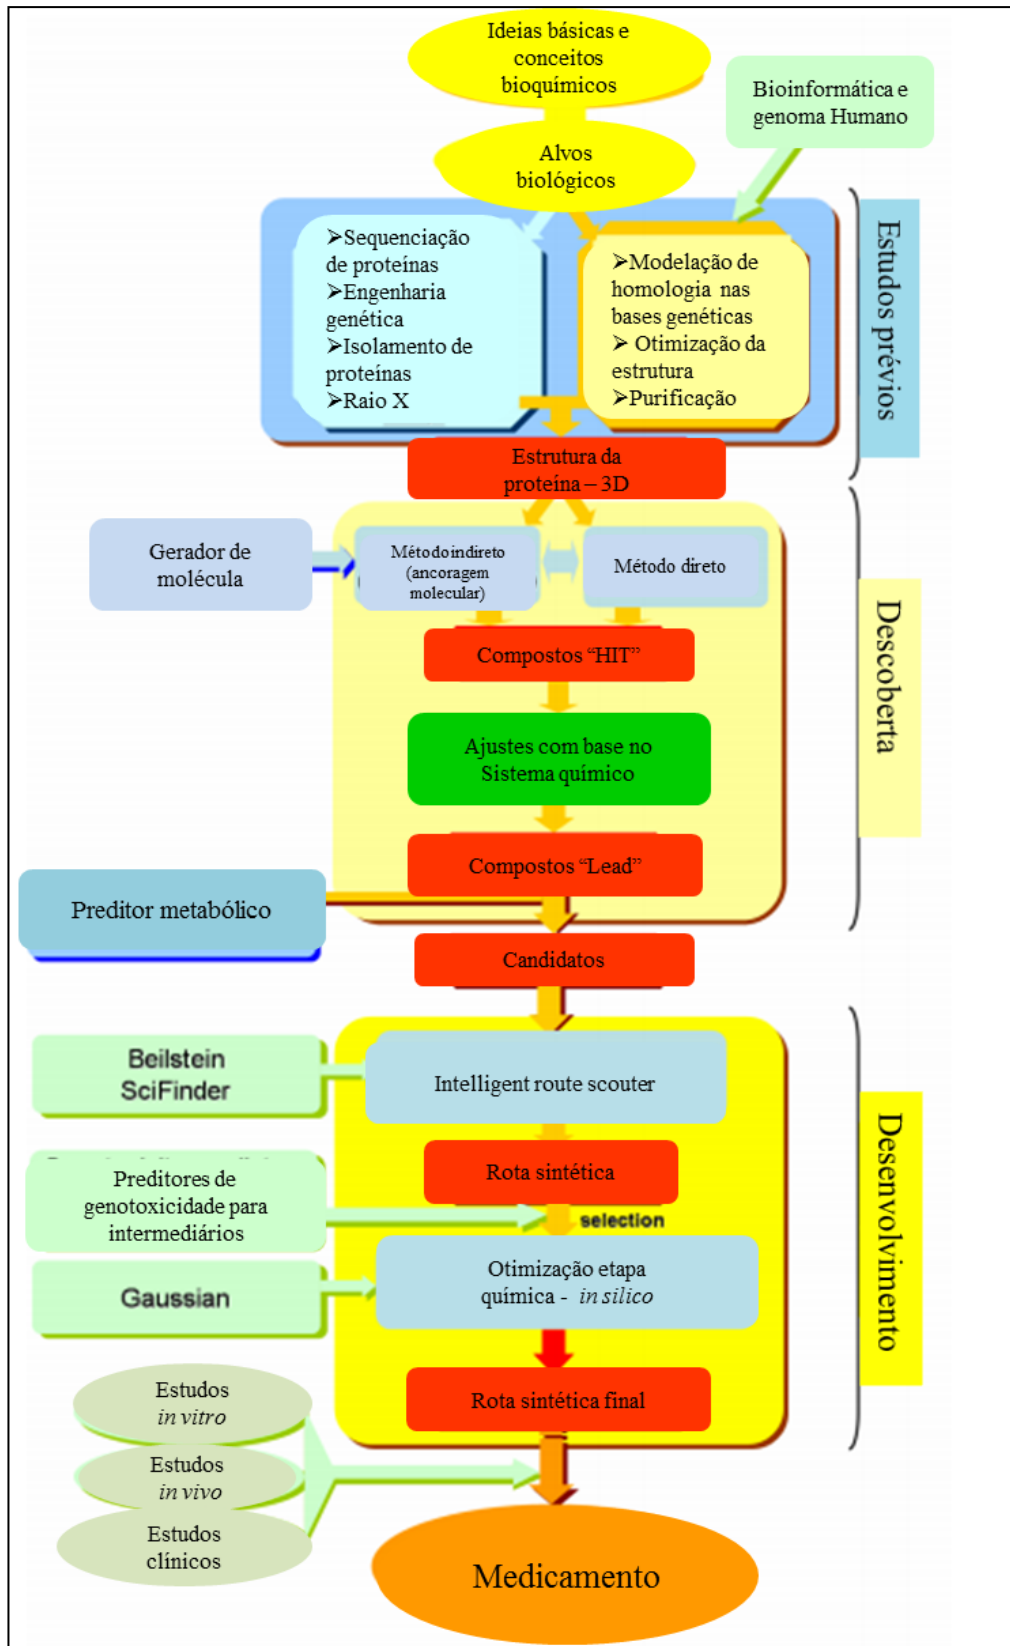 Ideias básicas e
conceitos
bioquímicos
Bioinformática e
genoma Humano
Alvos
biológicos
➤Sequenciação
de proteínas
➤Engenharia
genética
➤Isolamento de
proteínas
➤Raio X
➤Modelação de
homologia nas
bases genéticas
➤ Otimização da
estrutura
➤Purificação
Estudos prévios
Estrutura da
proteína – 3D
Gerador de
molécula
Método indireto
(ancoragem
molecular)
Método direto
Compostos “HIT”
Ajustes com base no
Sistema químico
Compostos “Lead”
Descoberta
Preditor metabólico
Candidatos
Beilstein
SciFinder
Intelligent route scouter
Rota sintética
Preditores de
genotoxicidade para
intermediários
selection
Gaussian
Otimização etapa
química - in silico
Rota sintética final
Desenvolvimento
Estudos
in vitro
Estudos
in vivo
Estudos
clínicos
Medicamento